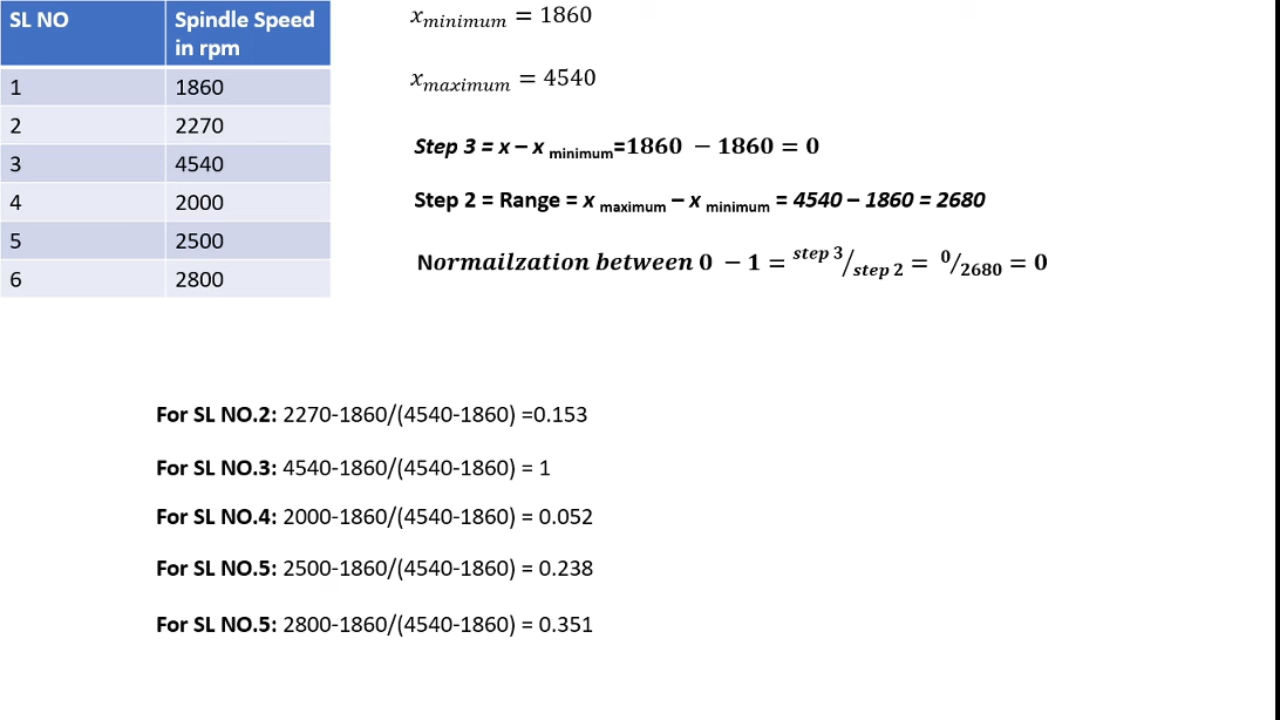 SL NO Spindle Speed in rpm
1 1860
2 2270
3 4540
4 2000
5 2500
6 2800
x minimum = 1860
x maximum = 4540
Step 3 = x – x minimum=1860 − 1860 = 0
Step 2 = Range = x maximum – x minimum = 4540 – 1860 = 2680
Normailzation between 0 − 1 = step 3/step 2 = 0/2680 = 0
For SL NO.2: 2270-1860/(4540-1860) =0.153
For SL NO.3: 4540-1860/(4540-1860) = 1
For SL NO.4: 2000-1860/(4540-1860) = 0.052
For SL NO.5: 2500-1860/(4540-1860) = 0.238
For SL NO.5: 2800-1860/(4540-1860) = 0.351